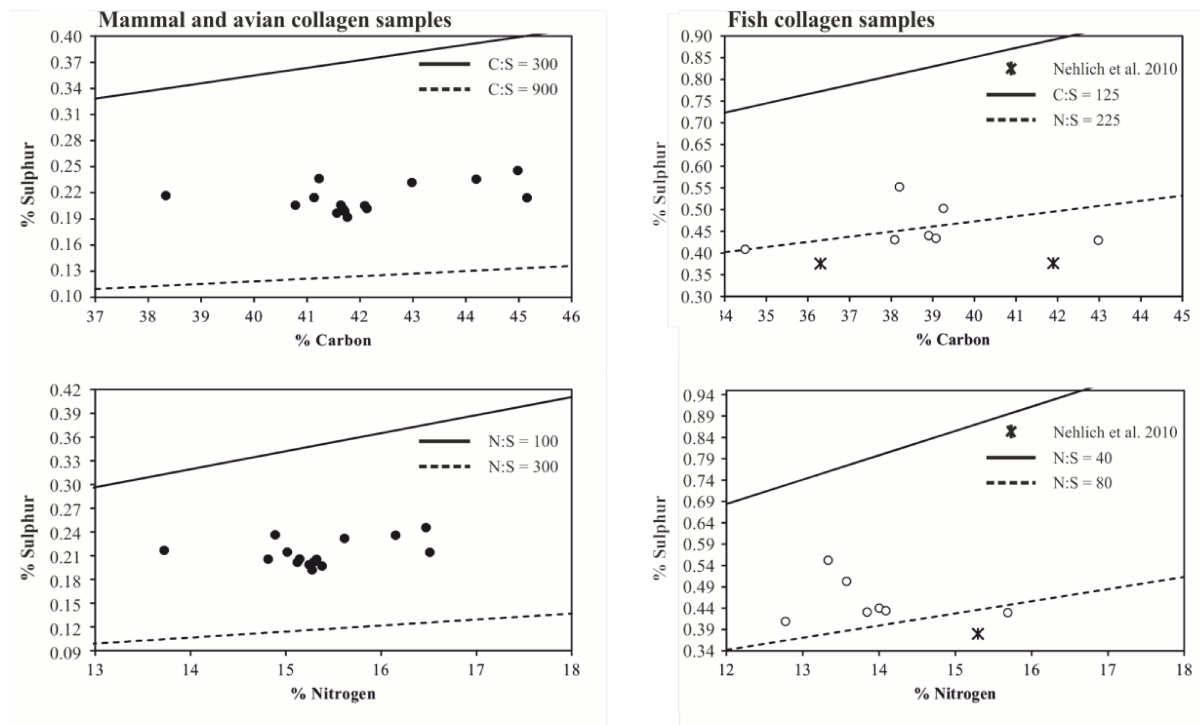 Mammal and avian collagen samples
0.40
0.37
0.34
0.31
0.28
0.25
0.22
0.19
0.16
0.13
0.10
% Sulphur
C:S = 300
C:S = 900
37 38 39 40 41 42 43 44 45 46
% Carbon
Fish collagen samples
0.90
0.85
0.80
0.75
0.70
0.65
0.60
0.55
0.50
0.45
0.40
0.35
0.30
% Sulphur
Nehlich et al. 2010
C:S = 125
N:S = 225
34 35 36 37 38 39 40 41 42 43 44 45
% Carbon
0.42
0.39
0.36
0.33
0.30
0.27
0.24
0.21
0.18
0.15
0.12
0.09
% Sulphur
N:S = 100
N:S = 300
13 14 15 16 17 18
% Nitrogen
0.94
0.89
0.84
0.79
0.74
0.69
0.64
0.59
0.54
0.49
0.44
0.39
0.34
% Sulphur
Nehlich et al. 2010
N:S = 40
N:S = 80
12 13 14 15 16 17 18
% Nitrogen